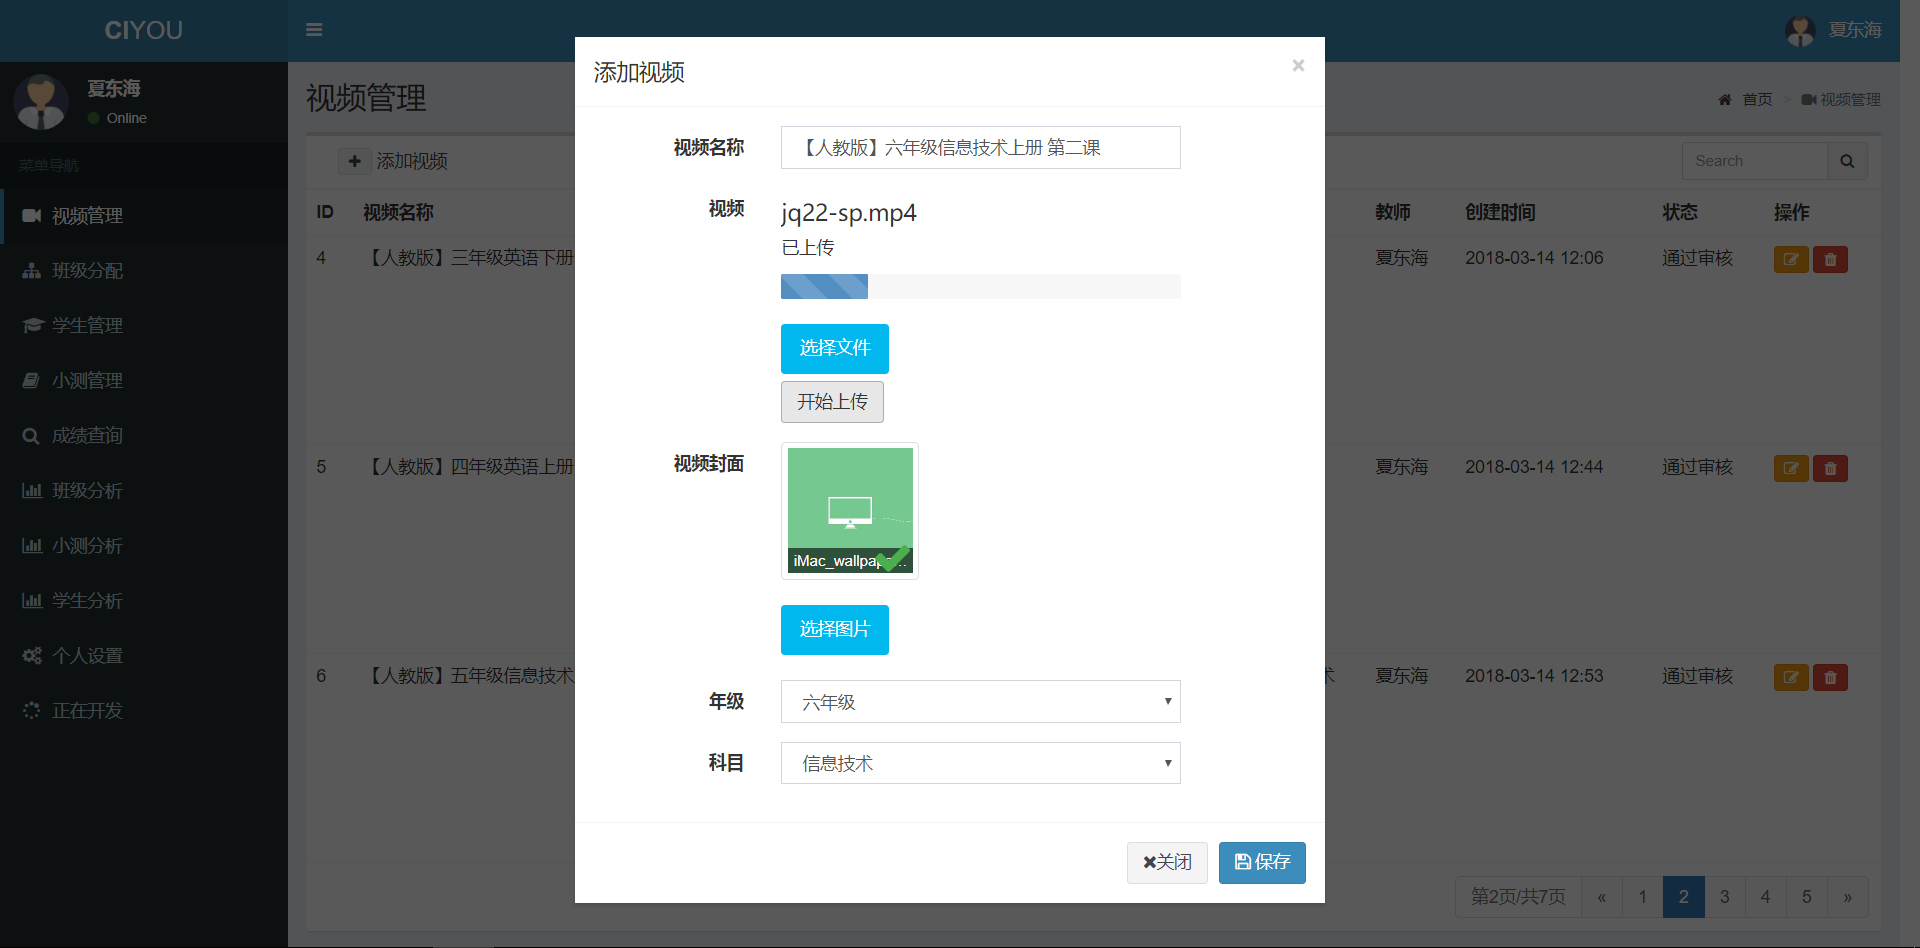 CIYOU
夏东海
夏东海
Online
菜单导航
视频管理
班级分配
学生管理
小测管理
成绩查询
班级分析
小测分析
学生分析
个人设置
正在开发
视频管理
首页 > 视频管理
添加视频
Search
ID 视频名称 教师 创建时间 状态 操作
4 【人教版】三年级英语下册 夏东海 2018-03-14 12:06 通过审核
5 【人教版】四年级英语上册 夏东海 2018-03-14 12:44 通过审核
6 【人教版】五年级信息技术 术 夏东海 2018-03-14 12:53 通过审核
第2页/共7页 « 1 2 3 4 5 »
添加视频 ×
视频名称 【人教版】六年级信息技术上册 第二课
视频 jq22-sp.mp4
已上传
选择文件
开始上传
视频封面
iMac_wallpape...
选择图片
年级 六年级
科目 信息技术
关闭 保存